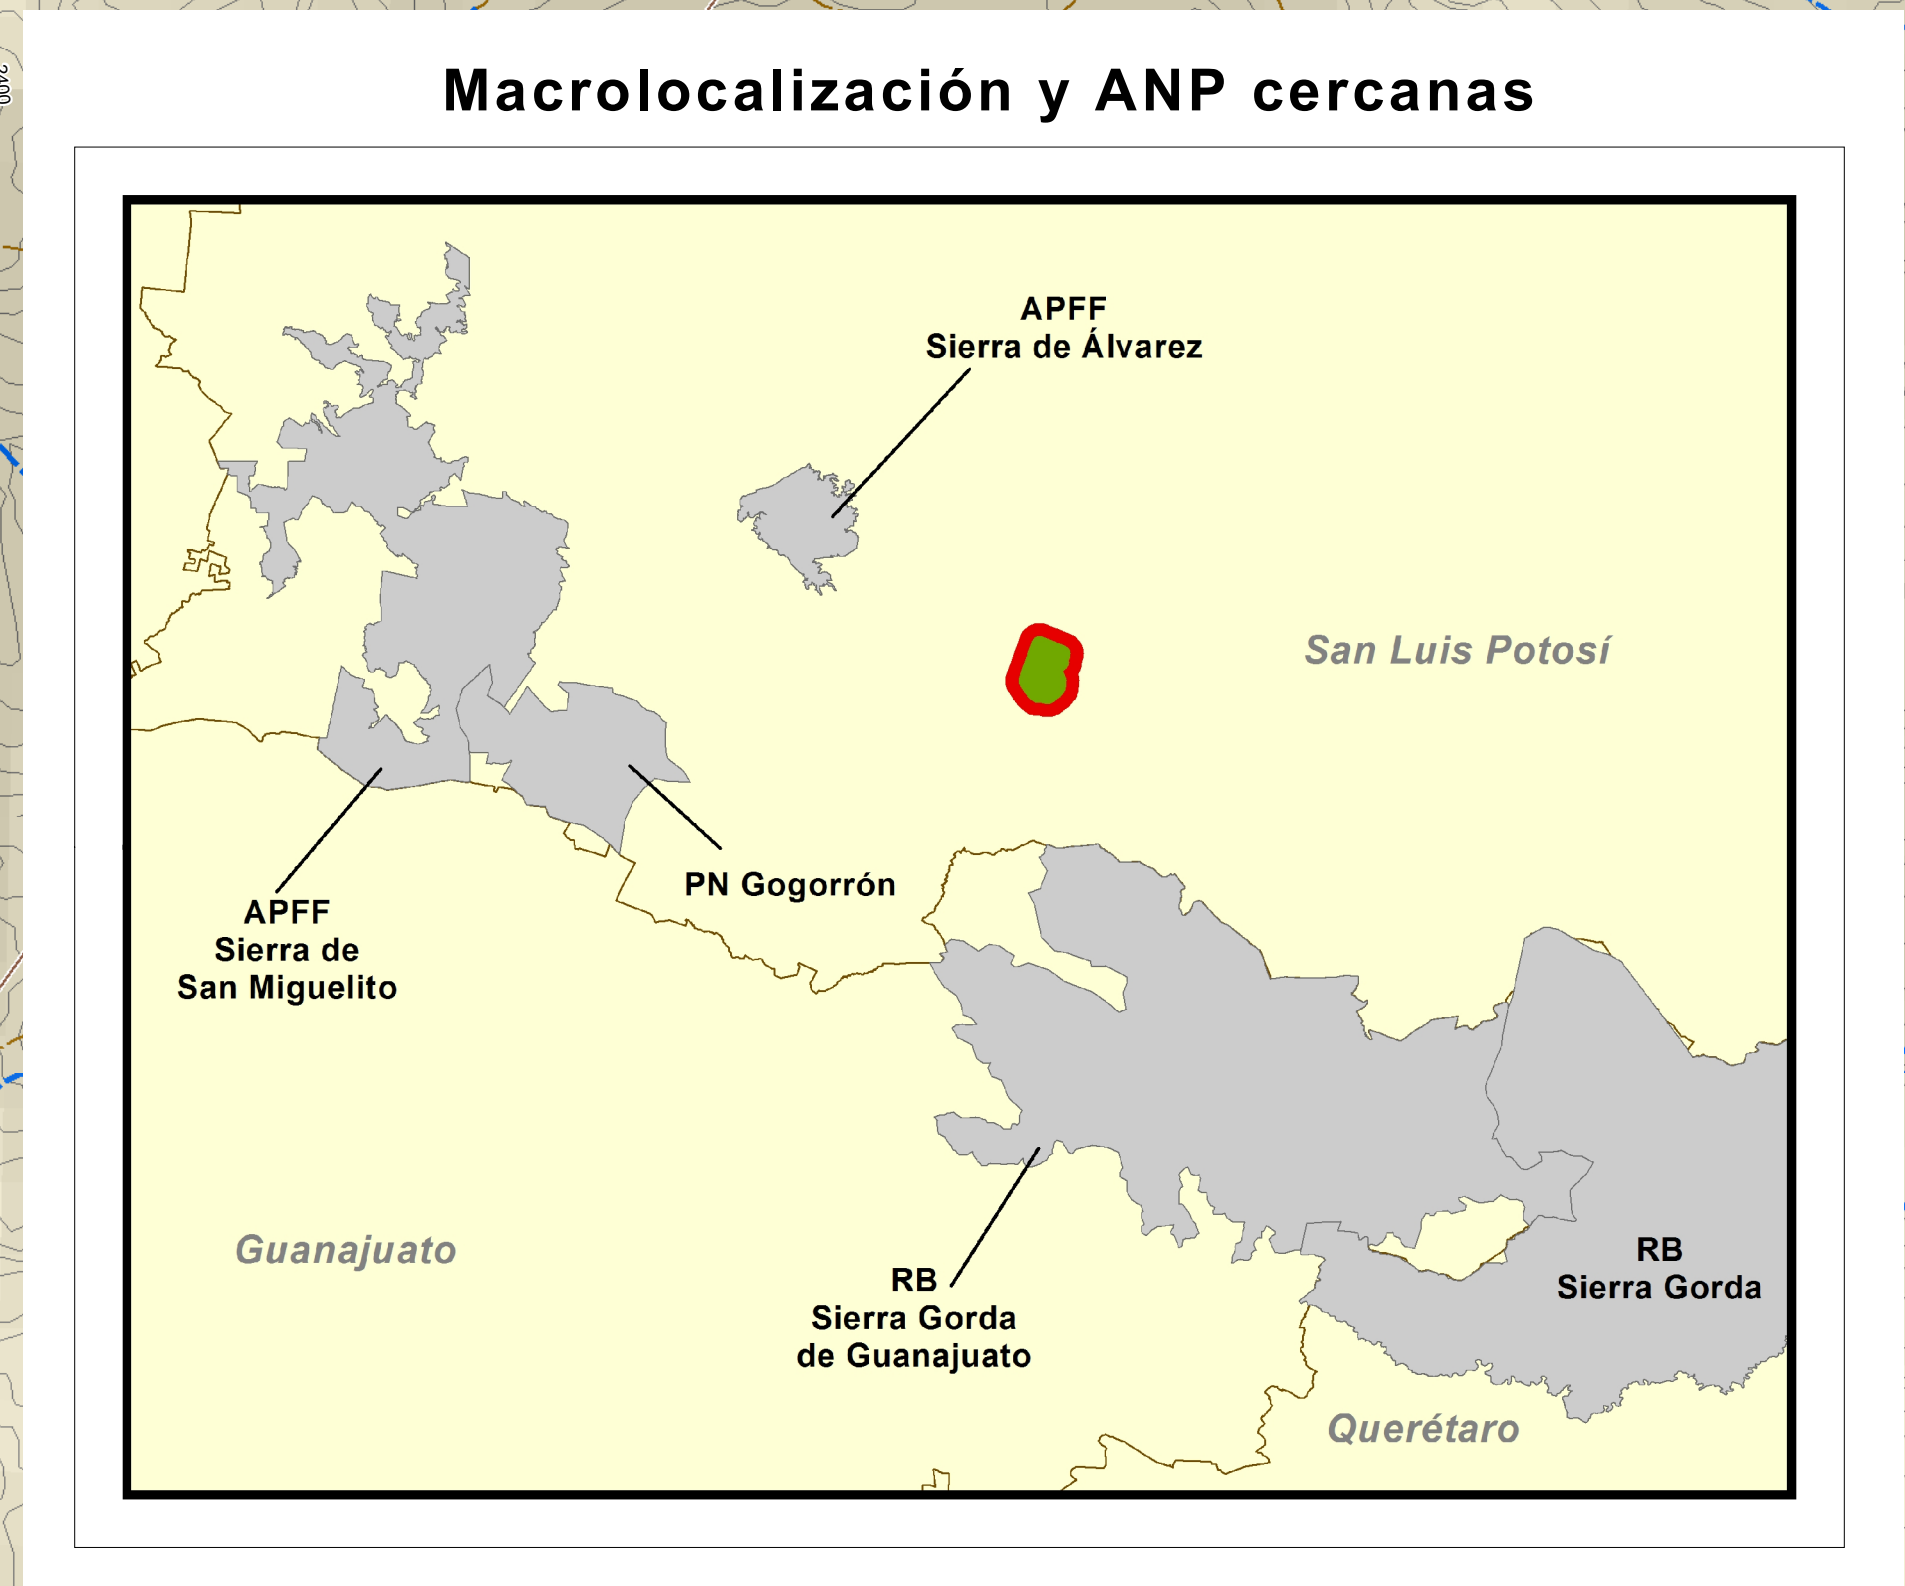 2400
Macrolocalización y ANP cercanas
APFF
Sierra de Álvarez
San Luis Potosí
PN Gogorrón
APFF
Sierra de
San Miguelito
Guanajuato
RB
Sierra Gorda
de Guanajuato
RB
Sierra Gorda
Querétaro